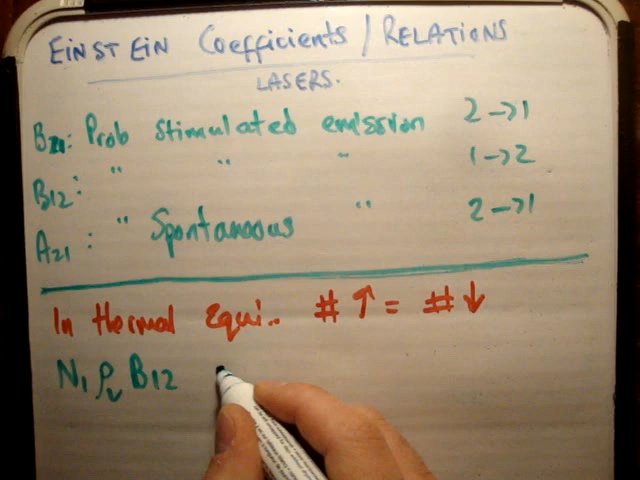 EINSTEIN Coefficients / RELATIONS
LASERS.
B21: Prob stimulated emission 2→1
B12: " " " 1→2
A21: " Spontaneous " 2→1
In thermal Equi.. # ↑ = # ↓
N1 ρν B12